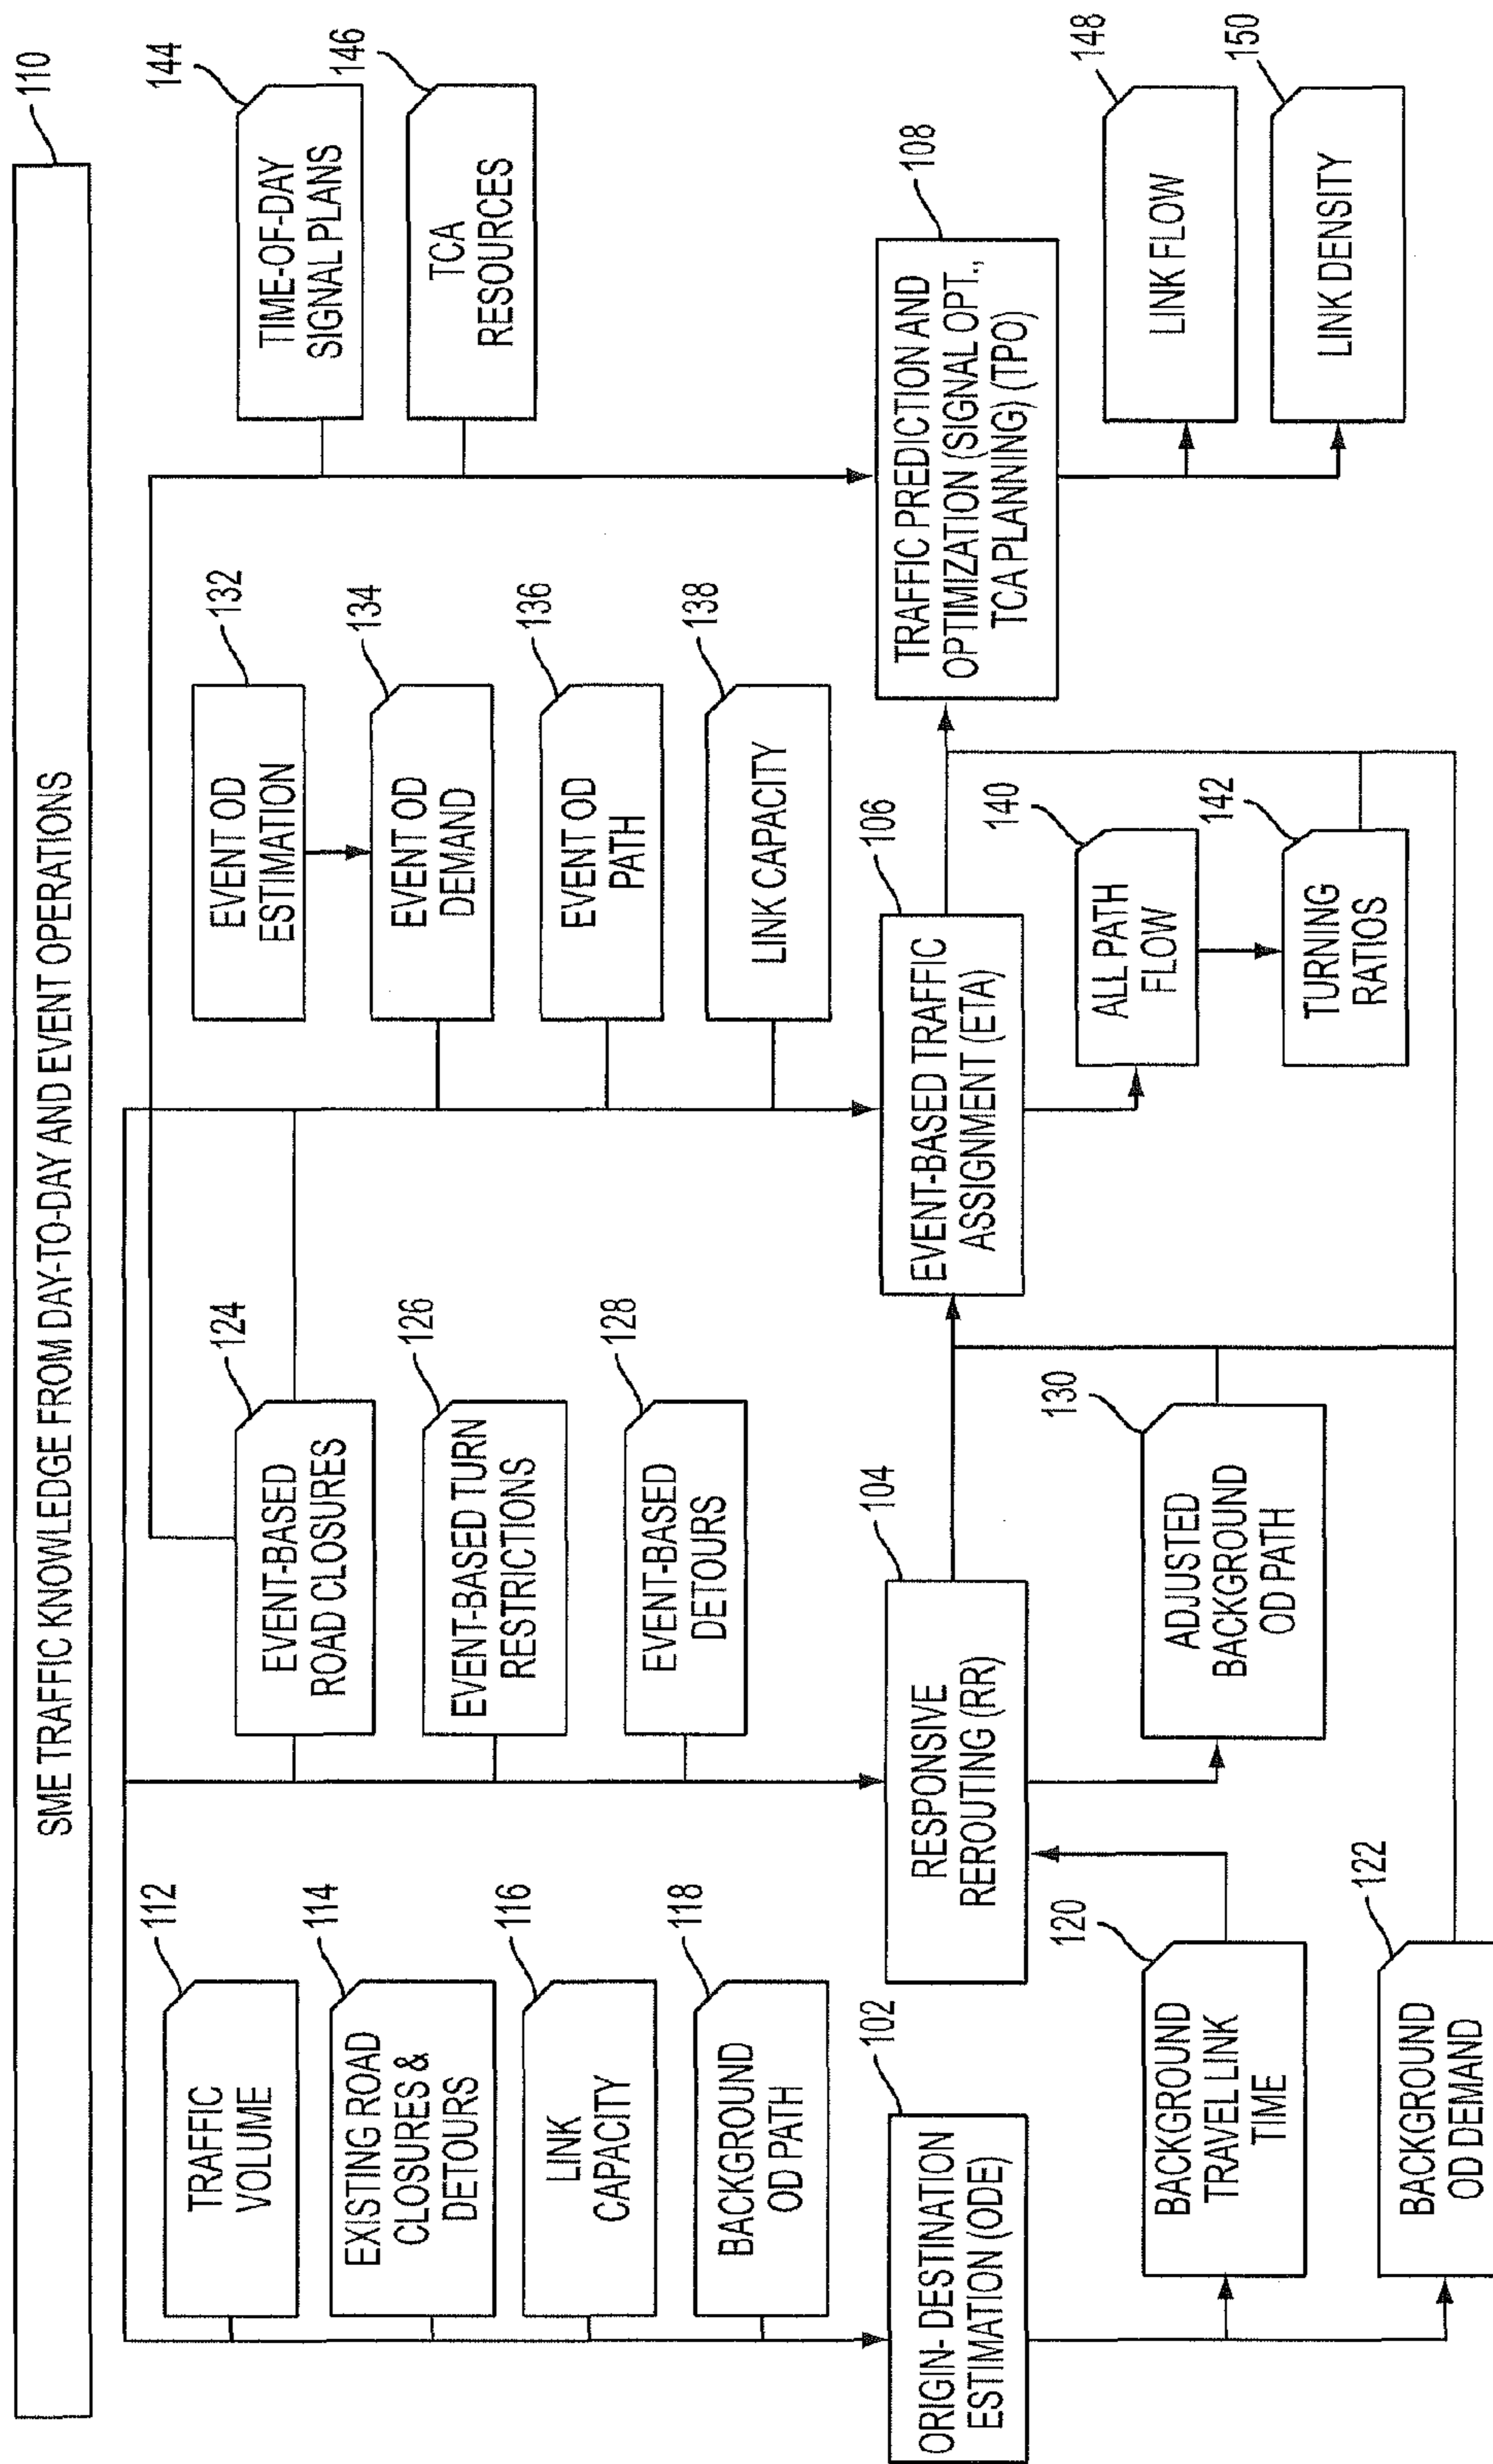 SME TRAFFIC KNOWLEDGE FROM DAY-TO-DAY AND EVENT OPERATIONS
110
TRAFFIC
VOLUME
112
EXISTING ROAD
CLOSURES &
DETOURS
114
LINK
CAPACITY
116
BACKGROUND
OD PATH
118
ORIGIN- DESTINATION
ESTIMATION (ODE)
102
BACKGROUND
TRAVEL LINK
TIME
120
BACKGROUND
OD DEMAND
122
EVENT-BASED
ROAD CLOSURES
124
EVENT-BASED TURN
RESTRICTIONS
126
EVENT-BASED
DETOURS
128
RESPONSIVE
REROUTING (RR)
104
ADJUSTED
BACKGROUND
OD PATH
130
EVENT OD
ESTIMATION
132
EVENT OD
DEMAND
134
EVENT OD
PATH
136
LINK CAPACITY
138
EVENT-BASED TRAFFIC
ASSIGNMENT (ETA)
106
ALL PATH
FLOW
140
TURNING
RATIOS
142
TIME-OF-DAY
SIGNAL PLANS
144
TCA
RESOURCES
146
TRAFFIC PREDICTION AND
OPTIMIZATION (SIGNAL OPT.,
TCA PLANNING) (TPO)
108
LINK FLOW
148
LINK DENSITY
150